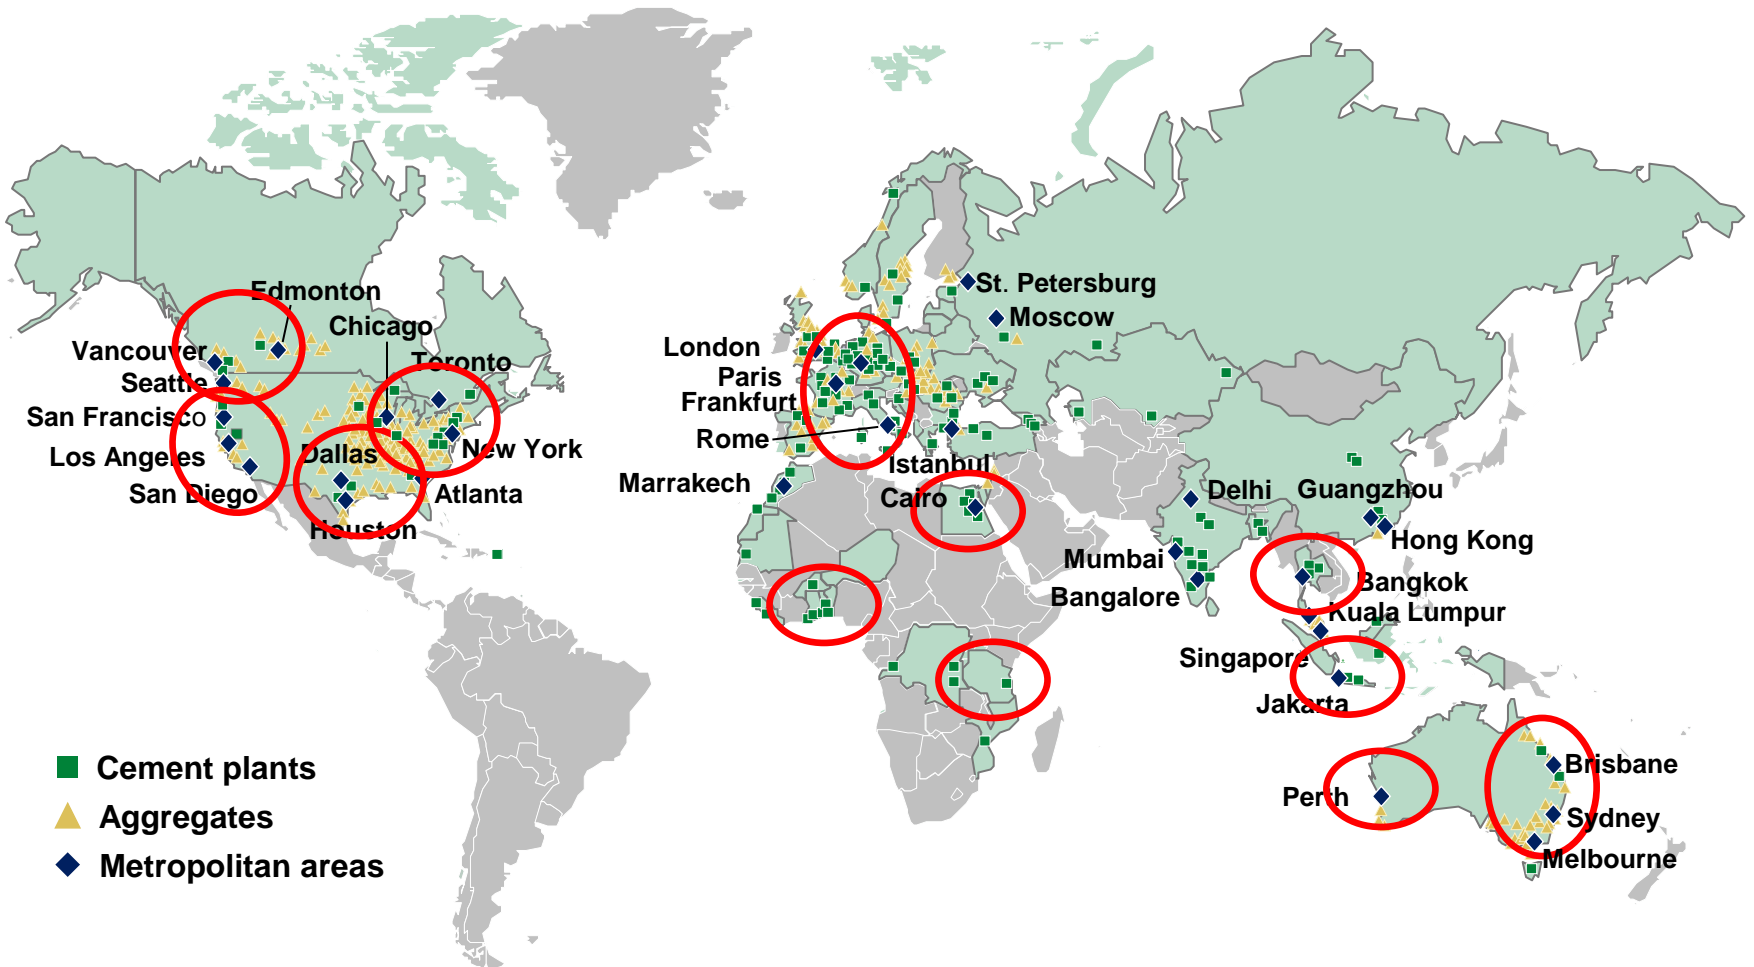 Edmonton
Chicago
Vancouver
Toronto
Seattle
San Francisco
Los Angeles
Dallas
New York
San Diego
Atlanta
Houston
St. Petersburg
Moscow
London
Paris
Frankfurt
Rome
Istanbul
Marrakech
Cairo
Delhi
Guangzhou
Hong Kong
Mumbai
Bangkok
Bangalore
Kuala Lumpur
Singapore
Jakarta
Brisbane
Perth
Sydney
Melbourne
Cement plants
Aggregates
Metropolitan areas